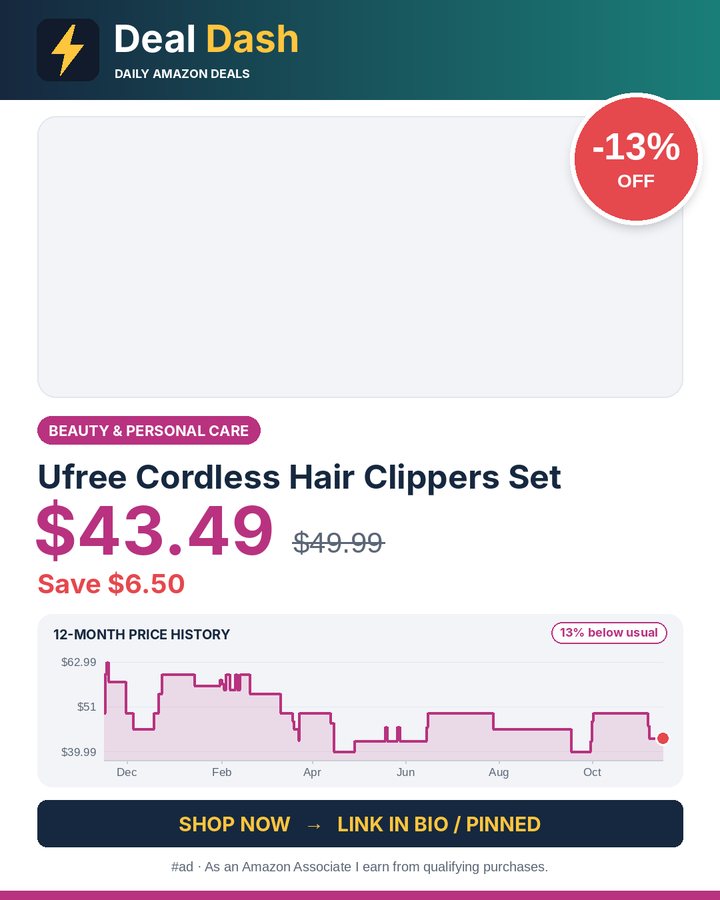 Deal Dash
DAILY AMAZON DEALS
-13%
OFF
BEAUTY & PERSONAL CARE
Ufree Cordless Hair Clippers Set
$43.49 $49.99
Save $6.50
12-MONTH PRICE HISTORY
13% below usual
$62.99
$51
$39.99
Dec Feb Apr Jun Aug Oct
SHOP NOW → LINK IN BIO / PINNED
#ad · As an Amazon Associate I earn from qualifying purchases.